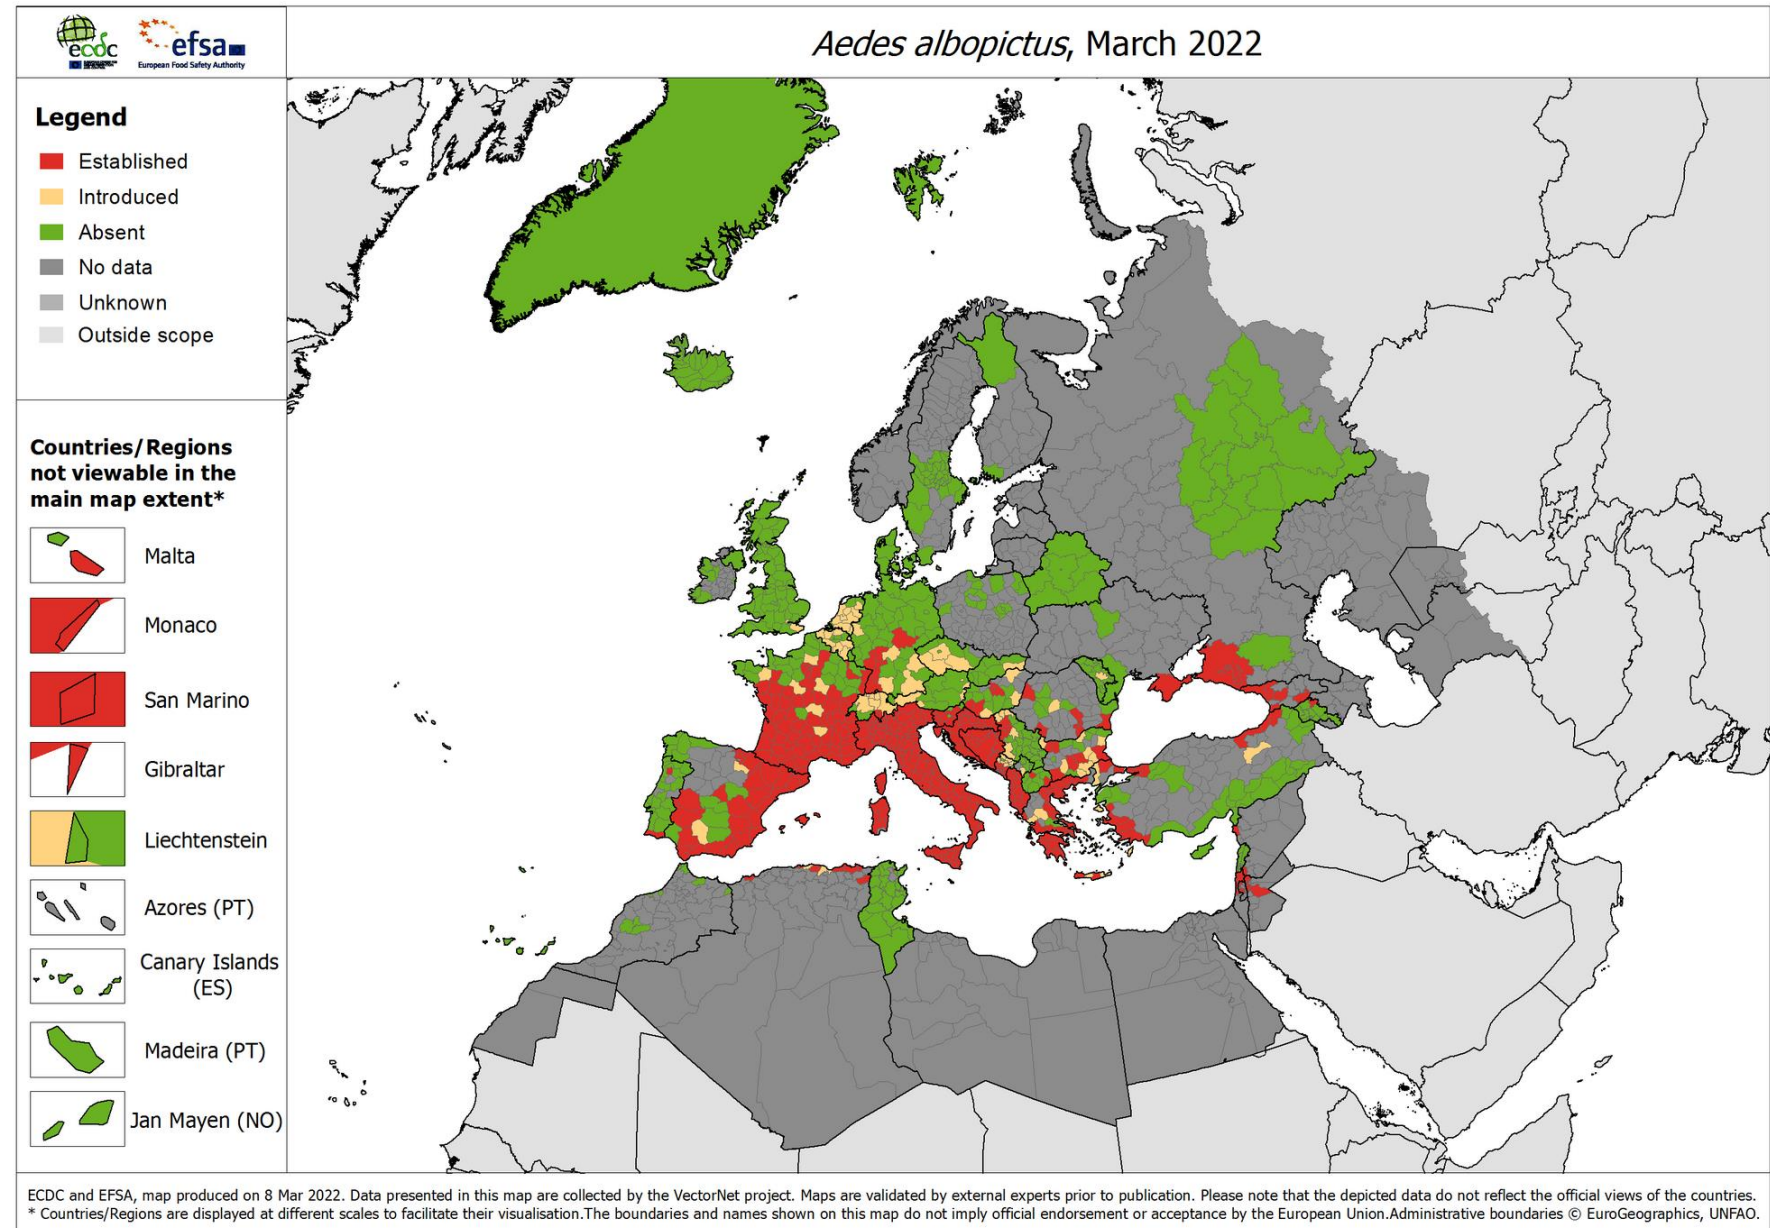 ecdc
efsa
European Food Safety Authority
Aedes albopictus, March 2022
Legend
Established
Introduced
Absent
No data
Unknown
Outside scope
Countries/Regions
not viewable in the
main map extent*
Malta
Monaco
San Marino
Gibraltar
Liechtenstein
Azores (PT)
Canary Islands
(ES)
Madeira (PT)
Jan Mayen (NO)
ECDC and EFSA, map produced on 8 Mar 2022. Data presented in this map are collected by the VectorNet project. Maps are validated by external experts prior to publication. Please note that the depicted data do not reflect the official views of the countries.
* Countries/Regions are displayed at different scales to facilitate their visualisation.The boundaries and names shown on this map do not imply official endorsement or acceptance by the European Union.Administrative boundaries © EuroGeographics, UNFAO.